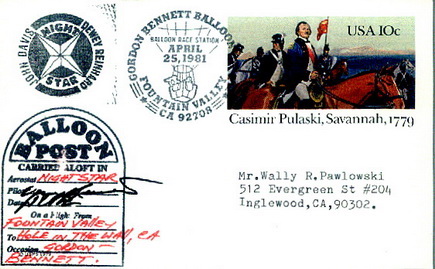 JOHN DAVIS
NIGHT STAR
DEWEY REINHARD
GORDON BENNETT BALLOON
BALLOON RACE STATION
APRIL
25, 1981
FOUNTAIN VALLEY
CA 92708
USA 10c
Casimir Pulaski, Savannah, 1779
BALLOON
POST
CARRIED ALOFT IN
Aerostat NIGHT STAR
Pilot
Date
On a flight From
FOUNTAIN VALLEY
To HOLE IN THE WALL, CA
Occasion GORDON-
BENNETT
Mr.Wally R.Pawlowski
512 Evergreen St #204
Inglewood,CA,90302.